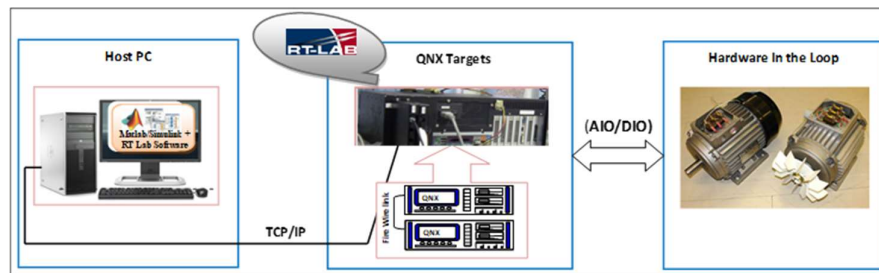 Host PC
RT-LAB
QNX Targets
Hardware In the Loop
Matlab/Simulink +
RT Lab Software
(AIO/DIO)
Fire Wire link
QNX
QNX
TCP/IP